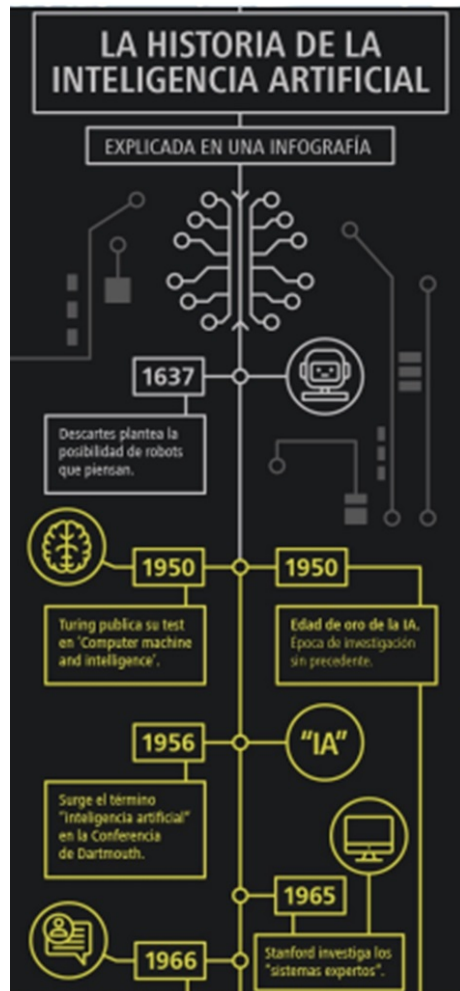 LA HISTORIA DE LA
INTELIGENCIA ARTIFICIAL
EXPLICADA EN UNA INFOGRAFÍA
1637
Descartes plantea la
posibilidad de robots
que piensan.
1950
Turing publica su test
en 'Computer machine
and intelligence'.
1950
Edad de oro de la IA.
Época de investigación
sin precedente.
1956
"IA"
Surge el término
"inteligencia artificial"
en la Conferencia
de Dartmouth.
1965
Stanford investiga los
"sistemas expertos".
1966